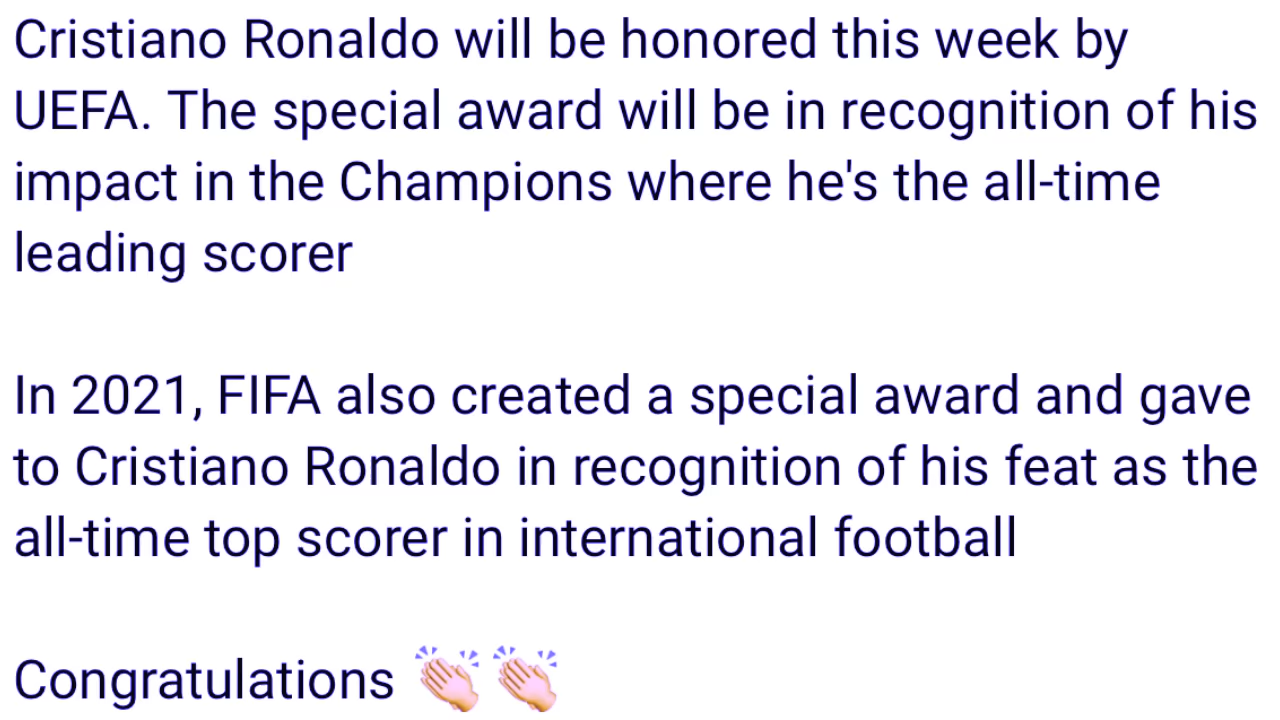 Cristiano Ronaldo will be honored this week by
UEFA. The special award will be in recognition of his
impact in the Champions where he's the all-time
leading scorer
In 2021, FIFA also created a special award and gave
to Cristiano Ronaldo in recognition of his feat as the
all-time top scorer in international football
Congratulations 👏🏻👏🏻